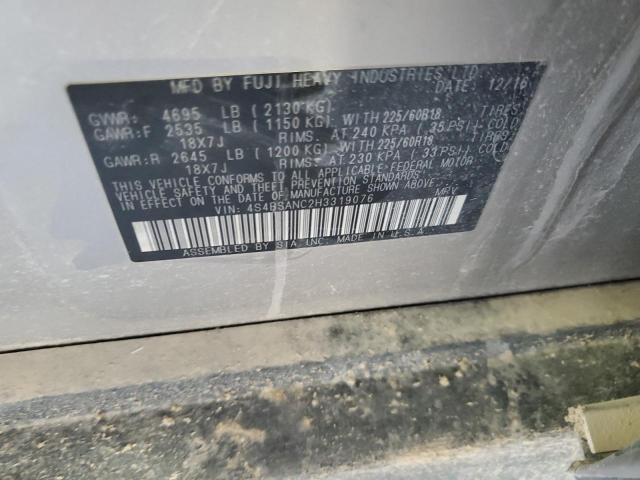 MFD BY FUJI HEAVY INDUSTRIES LTD.
DATE: 12/16
GVWR: 4695 LB (2130 KG)
GAWR:F 2535 LB (1150 KG) WITH 225/60R18 TIRES,
18X7J RIMS. AT 240 KPA (35 PSI) COLD
GAWR:R 2645 LB (1200 KG) WITH 225/60R18 TIRES,
18X7J RIMS. AT 230 KPA (33 PSI) COLD
THIS VEHICLE CONFORMS TO ALL APPLICABLE FEDERAL MOTOR
VEHICLE SAFETY, BUMPER, AND THEFT PREVENTION STANDARDS IN
EFFECT ON THE DATE OF MANUFACTURE SHOWN ABOVE.
VIN: 4S4BSANC2H3319076 MPV
ASSEMBLED BY SIA, INC. MADE IN U.S.A.